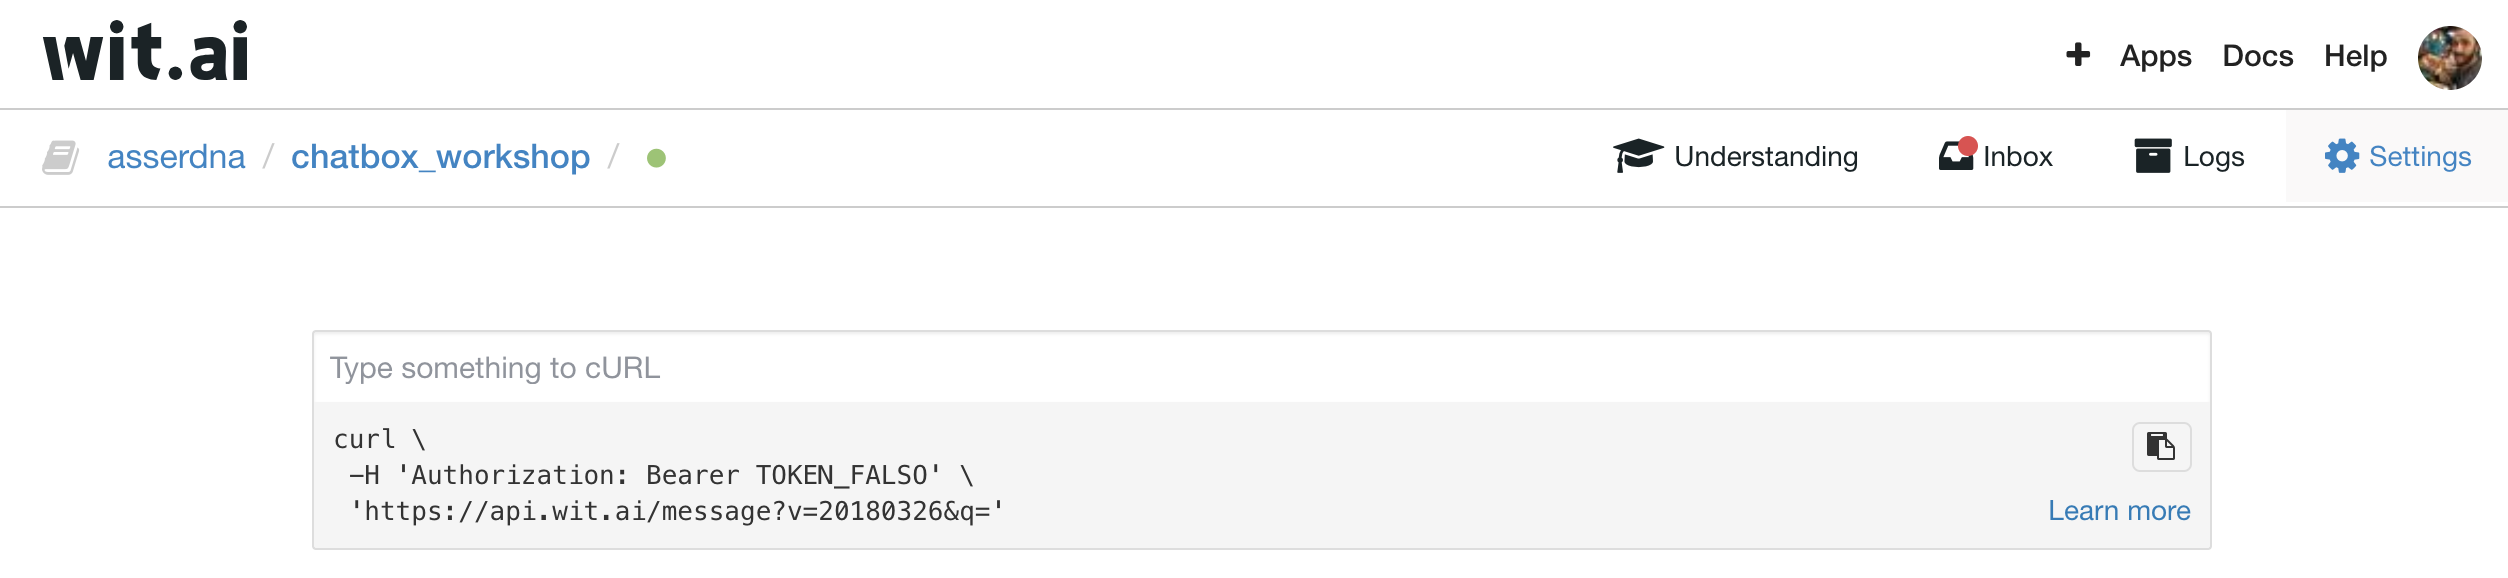 wit.ai
+ Apps Docs Help
asserdna / chatbox_workshop /
Understanding Inbox Logs Settings
Type something to cURL
curl \
-H 'Authorization: Bearer TOKEN_FALSO' \
'https://api.wit.ai/message?v=20180326&q='
Learn more